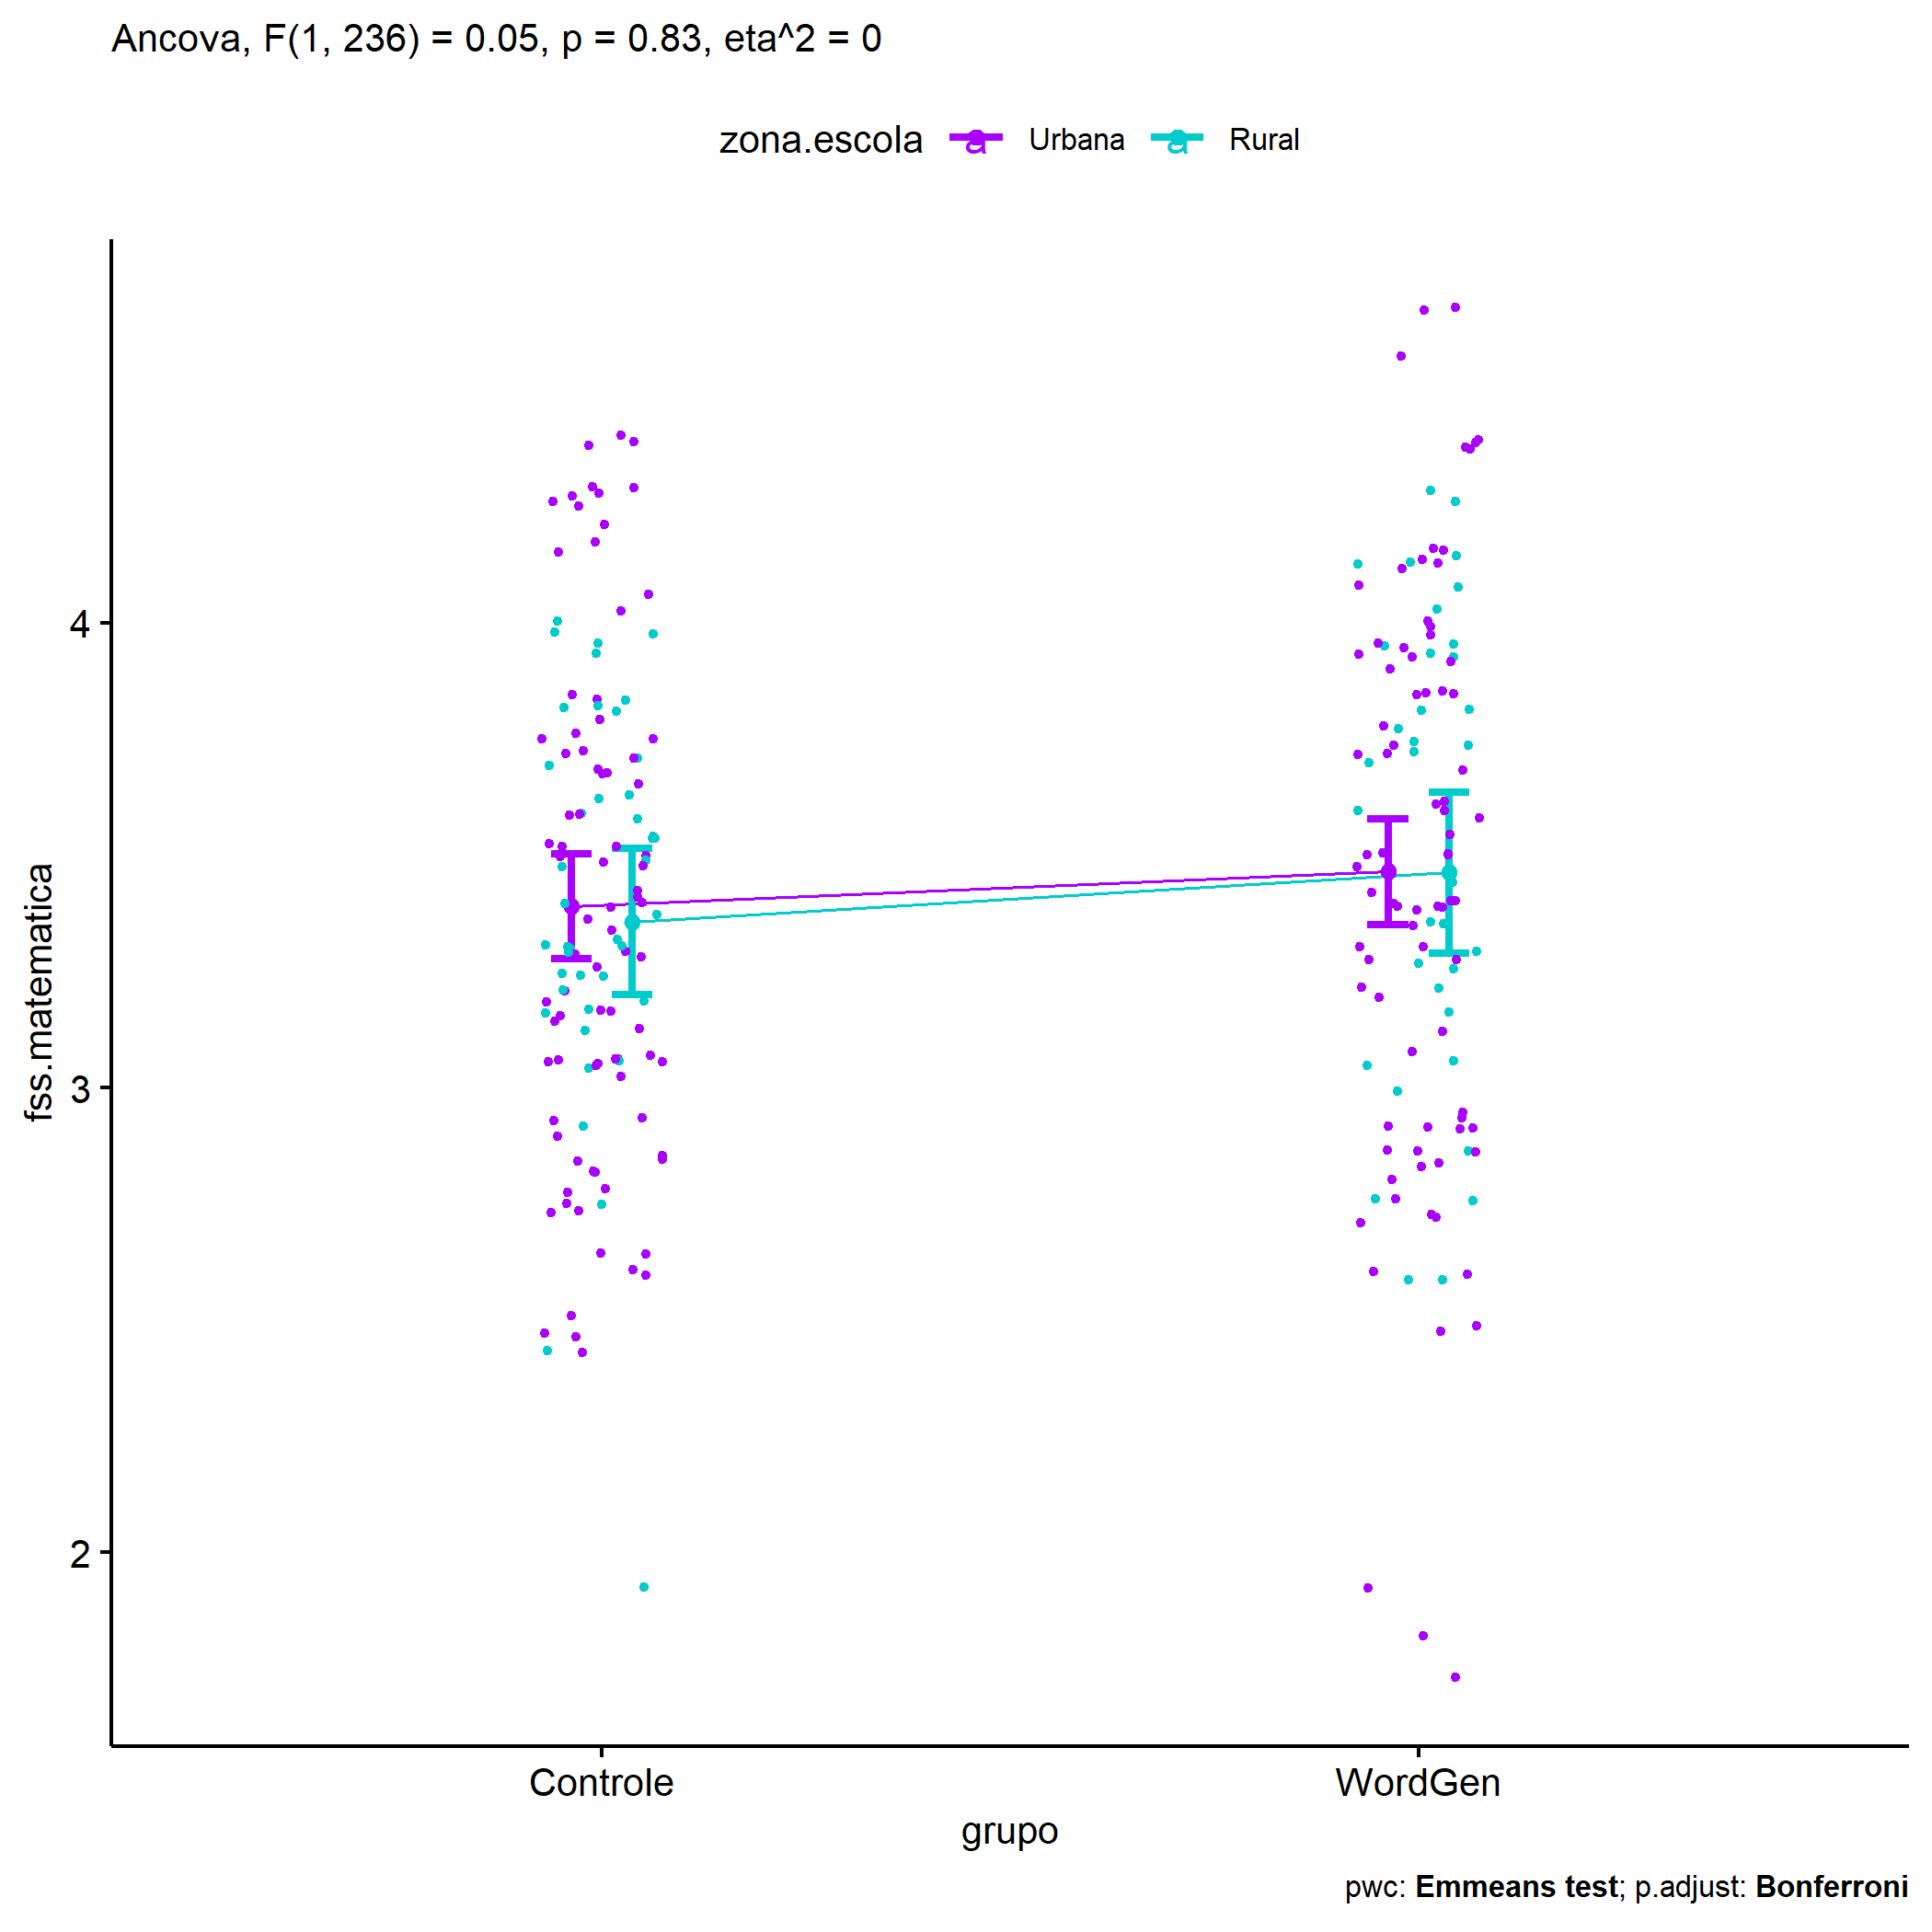 Ancova, F(1, 236) = 0.05, p = 0.83, eta^2 = 0
zona.escola a Urbana a Rural
fss.matematica
4
3
2
Controle WordGen
grupo
pwc: Emmeans test; p.adjust: Bonferroni